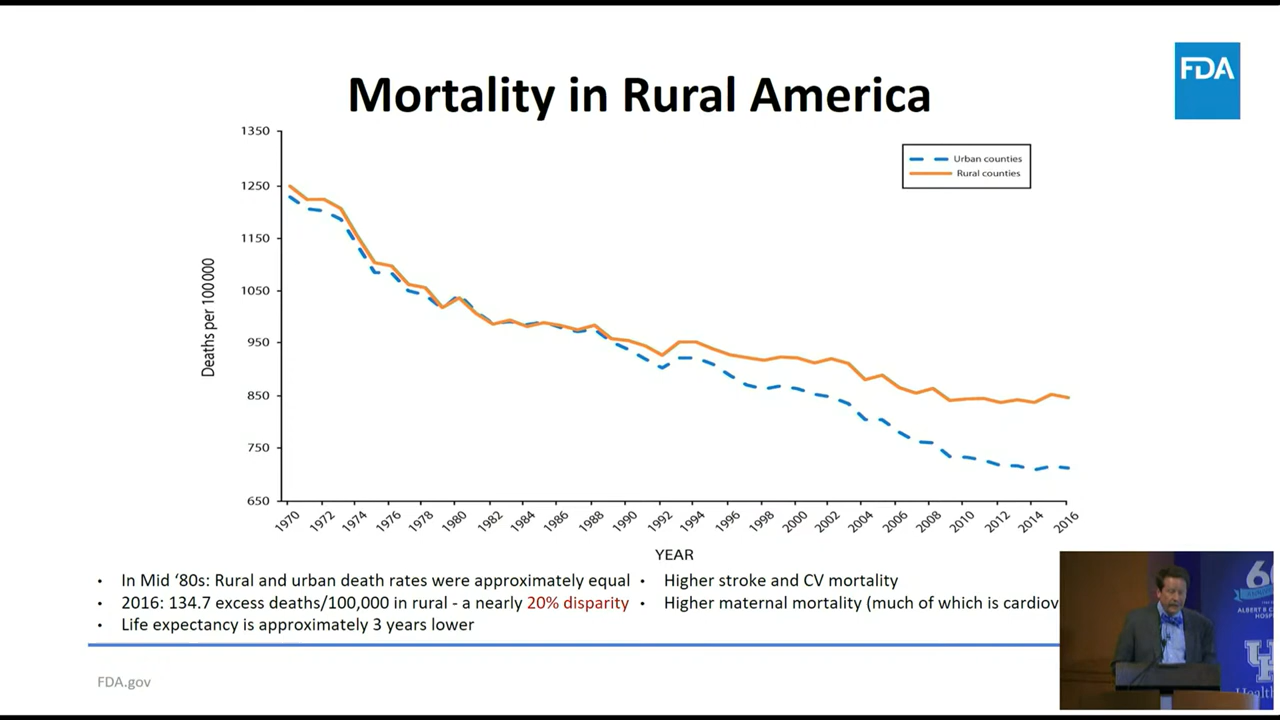 FDA
Mortality in Rural America
1350
1250
1150
1050
950
850
750
650
Deaths per 100000
Urban counties
Rural counties
1970
1972
1974
1976
1978
1980
1982
1984
1986
1988
1990
1992
1994
1996
1998
2000
2002
2004
2006
2008
2010
2012
2014
2016
YEAR
• In Mid ‘80s: Rural and urban death rates were approximately equal
• 2016: 134.7 excess deaths/100,000 in rural - a nearly 20% disparity
• Life expectancy is approximately 3 years lower
• Higher stroke and CV mortality
• Higher maternal mortality (much of which is cardiov
FDA.gov
ALBERT B
UK
Health